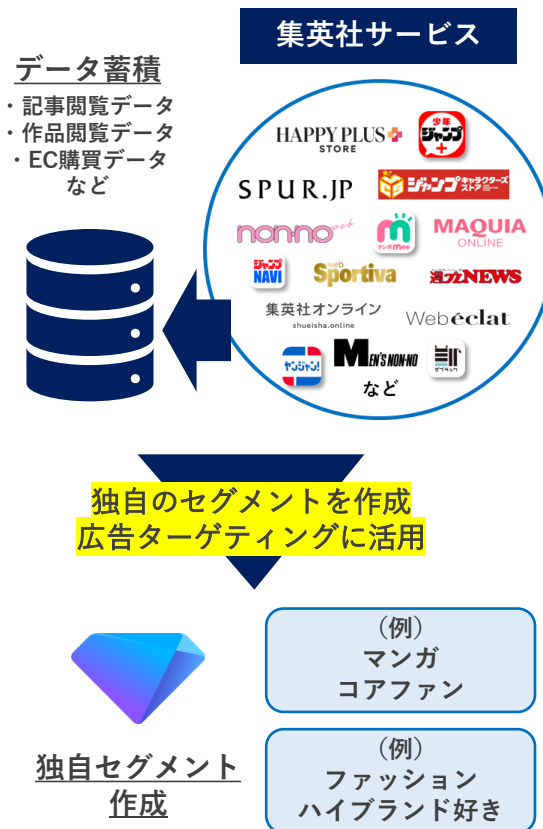 集英社サービス
データ蓄積
・記事閲覧データ
・作品閲覧データ
・EC購買データ
など
HAPPY PLUS
STORE
少年
ジャンプ
+
SPUR.JP
ジャンプキャラクターズ
ストア
non-no web
マンガMee
MAQUIA
ONLINE
ジャンプ
NAVI
web
Sportiva
週プレNEWS
集英社オンライン
shueisha.online
Web éclat
ヤンジャン!
MEN'S NON-NO
ゼブラック
など
独自のセグメントを作成
広告ターゲティングに活用
(例)
マンガ
コアファン
独自セグメント
作成
(例)
ファッション
ハイブランド好き